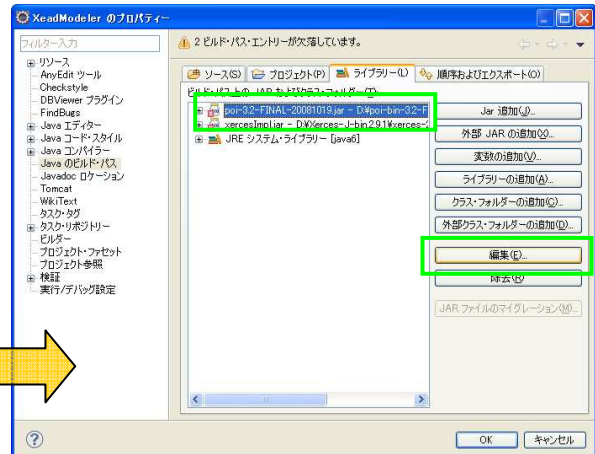 XeadModeler のプロパティー
フィルター入力
2 ビルド・パス・エントリーが欠落しています。
リソース
AnyEdit ツール
Checkstyle
DBViewer プラグイン
FindBugs
Java エディター
Java コード・スタイル
Java コンパイラー
Java のビルド・パス
Javadoc ロケーション
Tomcat
WikiText
タスク・タグ
タスク・リポジトリー
ビルダー
プロジェクト・ファセット
プロジェクト参照
検証
実行/デバッグ設定
ソース(S)
プロジェクト(P)
ライブラリー(L)
順序およびエクスポート(O)
ビルド・パス上の JAR およびクラス・フォルダー(T):
poi-3.2-FINAL-20081019.jar - D:¥poi-bin-3.2-F
xercesImpl.jar - D:¥Xerces-J-bin.2.9.1¥xerces-2
JRE システム・ライブラリー [java6]
Jar 追加(J)...
外部 JAR の追加(X)...
変数の追加(V)...
ライブラリーの追加(A)...
クラス・フォルダーの追加(C)...
外部クラス・フォルダーの追加(D)...
編集(E)...
除去(R)
JAR ファイルのマイグレーション(M)...
OK
キャンセル